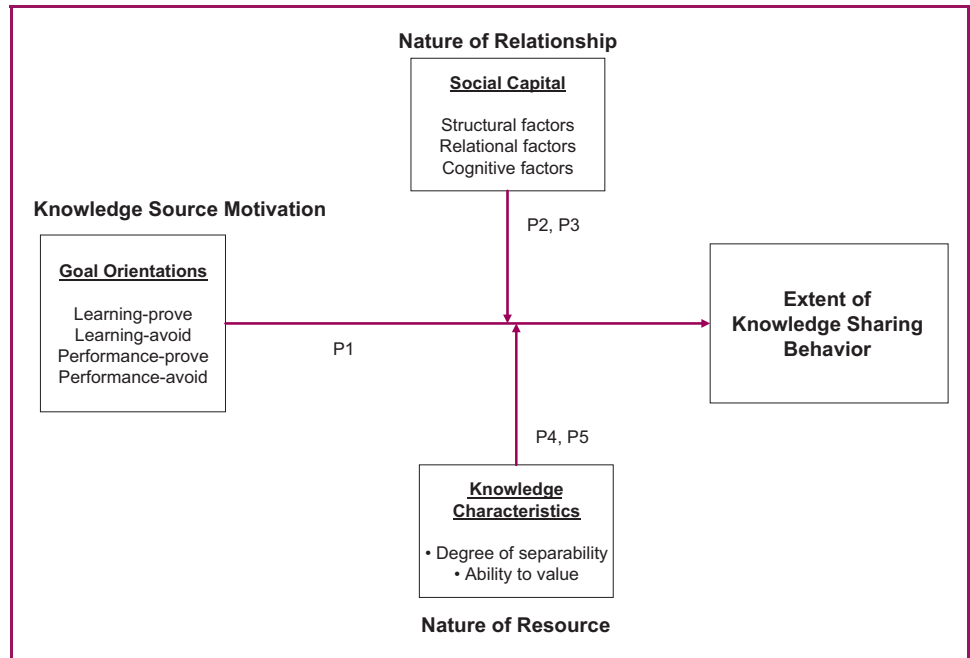 Nature of Relationship
Social Capital
Structural factors
Relational factors
Cognitive factors
Knowledge Source Motivation
P2, P3
Goal Orientations
Learning-prove
Learning-avoid
Performance-prove
Performance-avoid
P1
Extent of
Knowledge Sharing
Behavior
P4, P5
Knowledge
Characteristics
• Degree of separability
• Ability to value
Nature of Resource